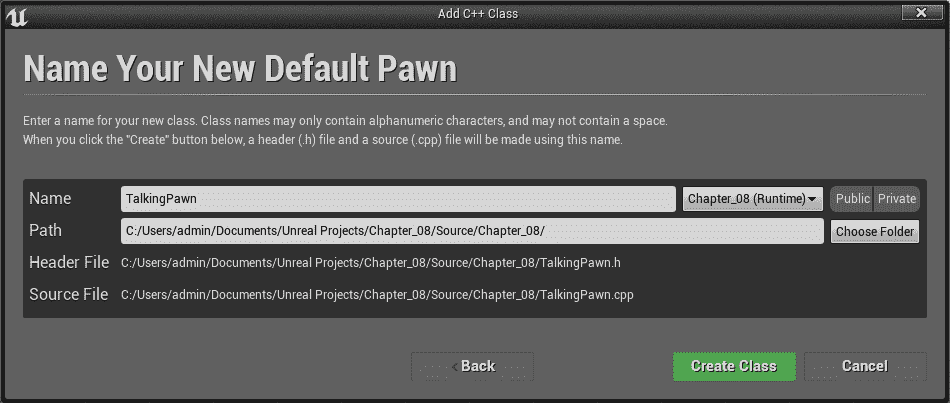 Add C++ Class
Name Your New Default Pawn
Enter a name for your new class. Class names may only contain alphanumeric characters, and may not contain a space.
When you click the "Create" button below, a header (.h) file and a source (.cpp) file will be made using this name.
Name TalkingPawn Chapter_08 (Runtime) Public Private
Path C:/Users/admin/Documents/Unreal Projects/Chapter_08/Source/Chapter_08/ Choose Folder
Header File C:/Users/admin/Documents/Unreal Projects/Chapter_08/Source/Chapter_08/TalkingPawn.h
Source File C:/Users/admin/Documents/Unreal Projects/Chapter_08/Source/Chapter_08/TalkingPawn.cpp
Back Create Class Cancel